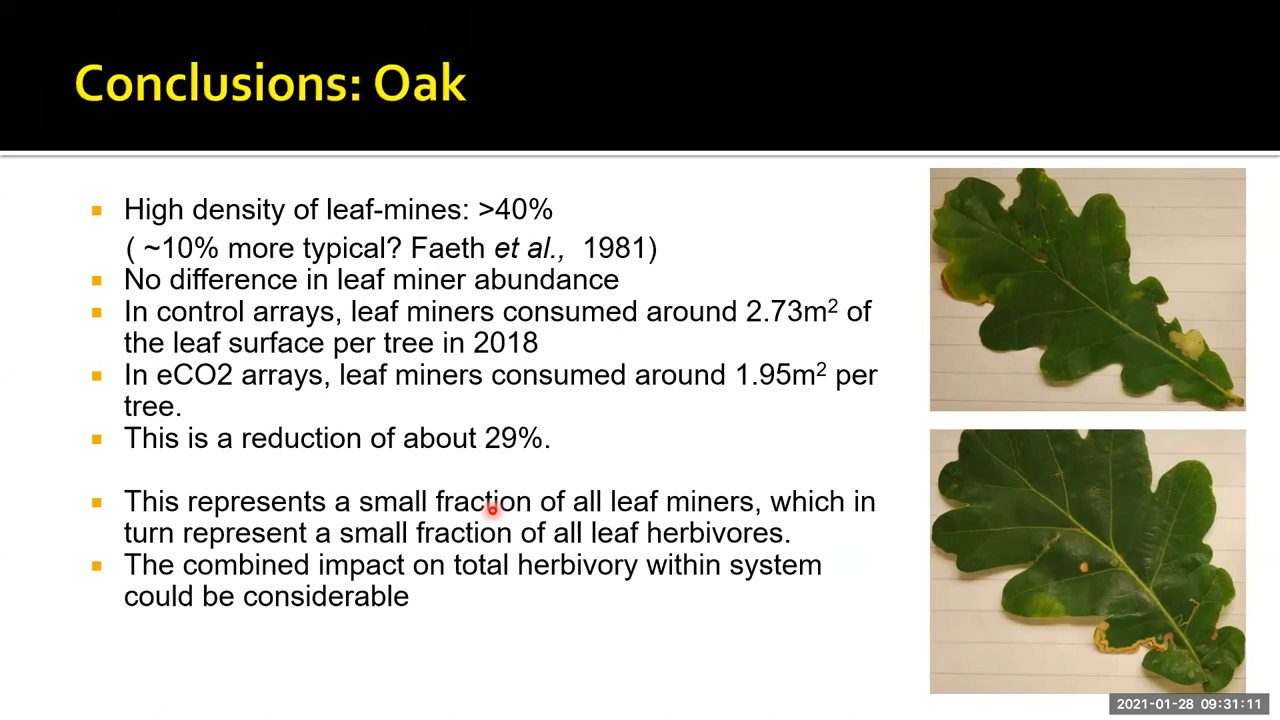 Conclusions: Oak
▪ High density of leaf-mines: >40%
( ~10% more typical? Faeth et al., 1981)
▪ No difference in leaf miner abundance
▪ In control arrays, leaf miners consumed around 2.73m² of
the leaf surface per tree in 2018
▪ In eCO2 arrays, leaf miners consumed around 1.95m² per
tree.
▪ This is a reduction of about 29%.
▪ This represents a small fraction of all leaf miners, which in
turn represent a small fraction of all leaf herbivores.
▪ The combined impact on total herbivory within system
could be considerable
2021-01-28 09:31:11